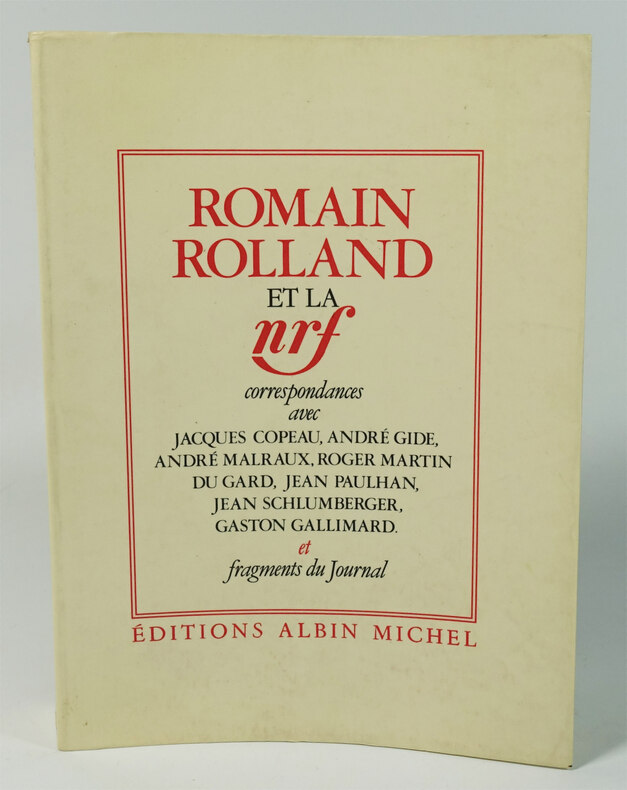 ROMAIN
ROLLAND
ET LA
nrf
correspondances
avec
JACQUES COPEAU, ANDRÉ GIDE,
ANDRÉ MALRAUX, ROGER MARTIN
DU GARD, JEAN PAULHAN,
JEAN SCHLUMBERGER,
GASTON GALLIMARD.
et
fragments du Journal
ÉDITIONS ALBIN MICHEL